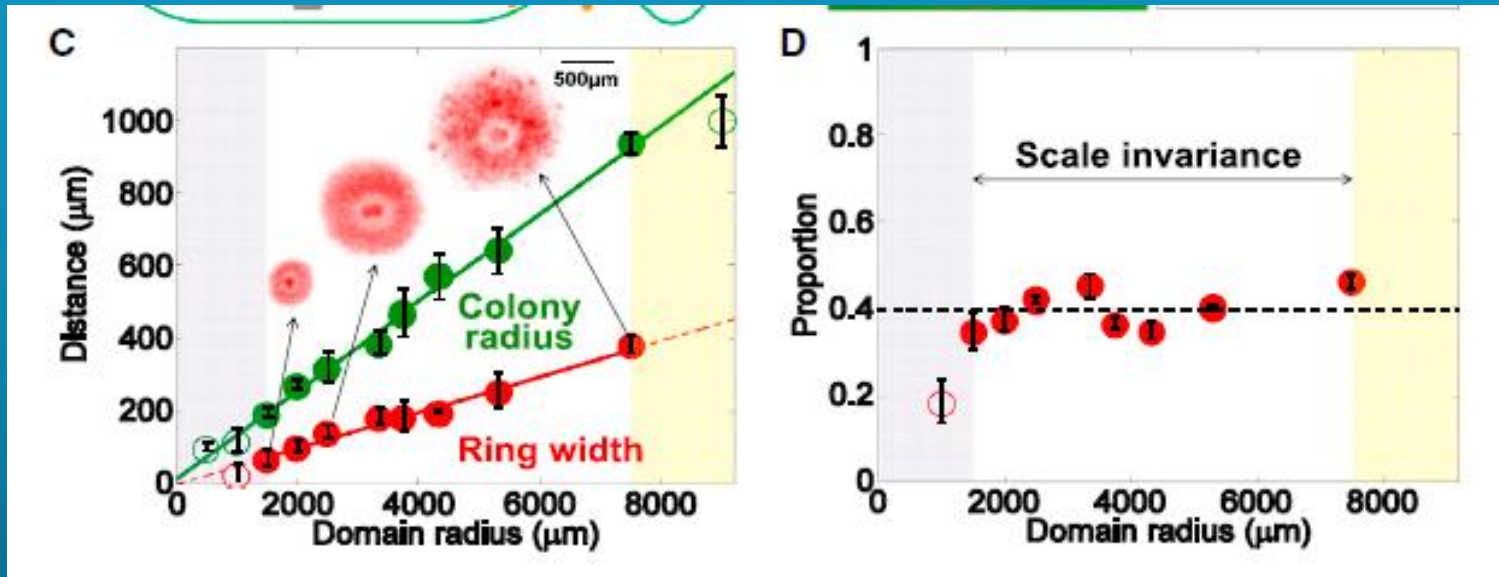 C
500µm
1000
800
600
400
200
0
Distance (µm)
Colony
radius
Ring width
0 2000 4000 6000 8000
Domain radius (µm)
D
1
0.8
0.6
0.4
0.2
0
Proportion
Scale invariance
0 2000 4000 6000 8000
Domain radius (µm)